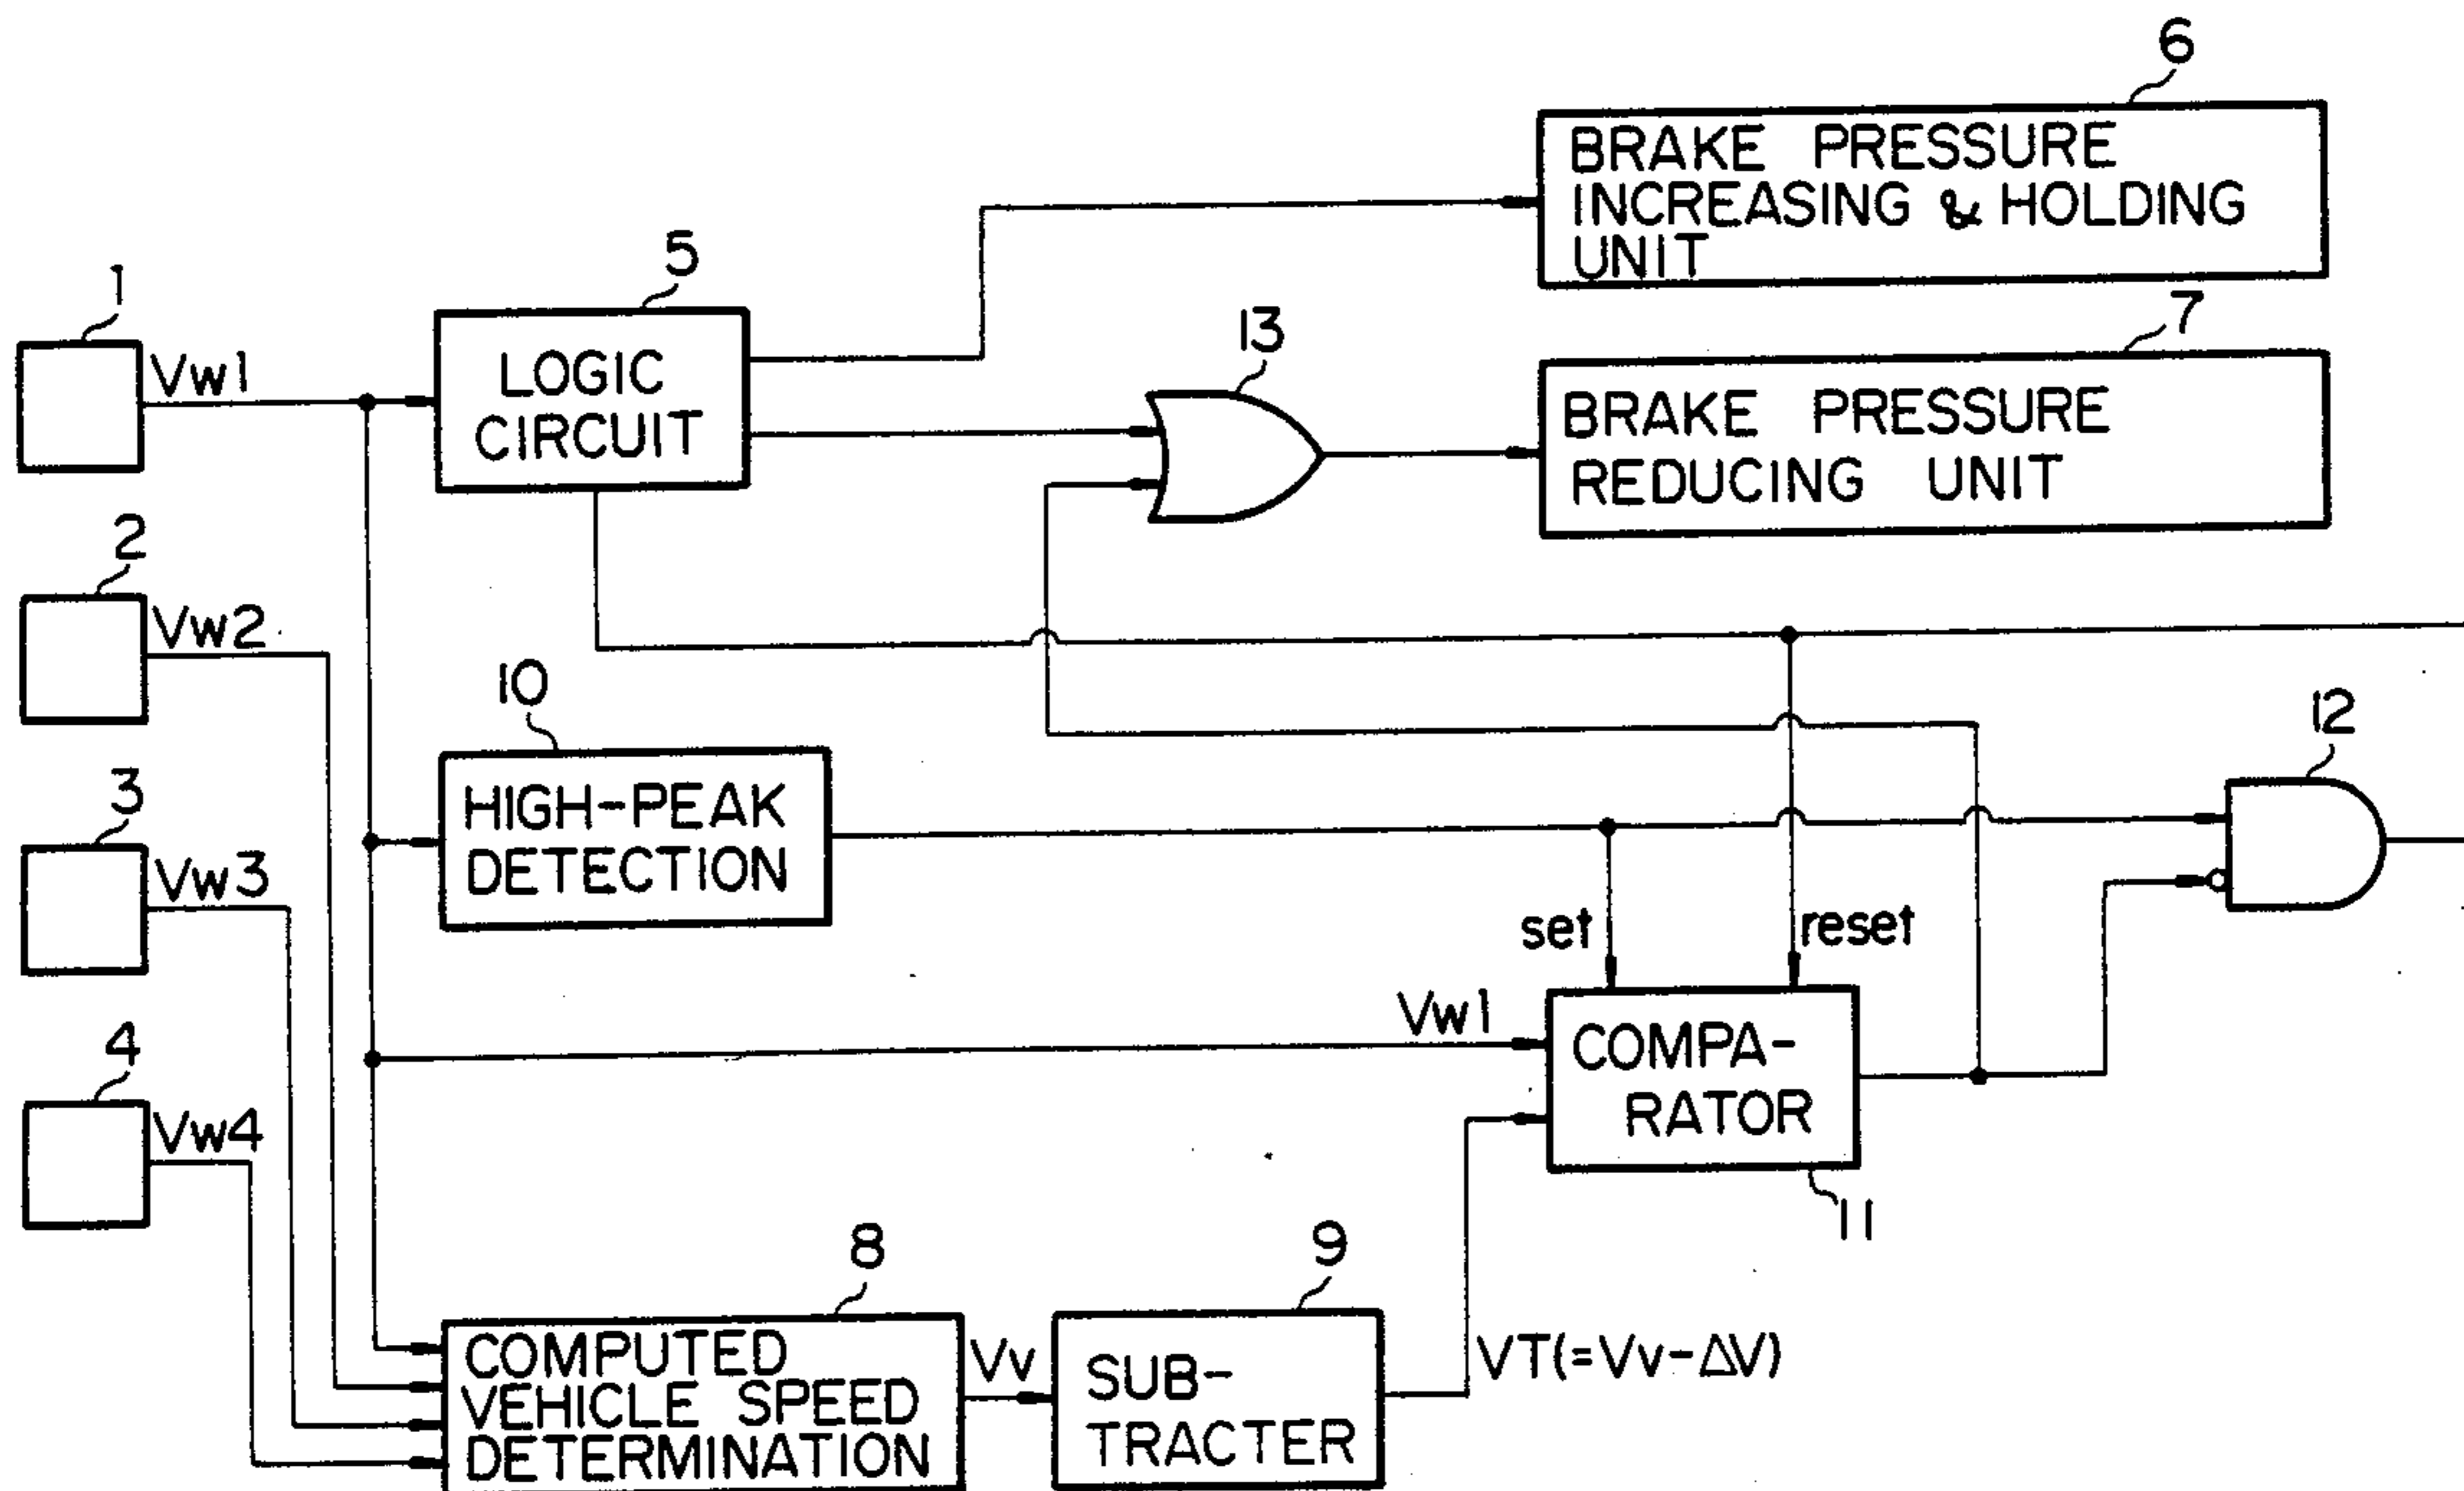 6
BRAKE PRESSURE
INCREASING & HOLDING
UNIT
5
LOGIC
CIRCUIT
1
Vw1
13
7
BRAKE PRESSURE
REDUCING UNIT
2
Vw2
10
HIGH-PEAK
DETECTION
12
3
Vw3
set
reset
Vw1
COMPA-
RATOR
11
4
Vw4
8
COMPUTED
VEHICLE SPEED
DETERMINATION
Vv
9
SUB-
TRACTER
VT(=Vv-ΔV)